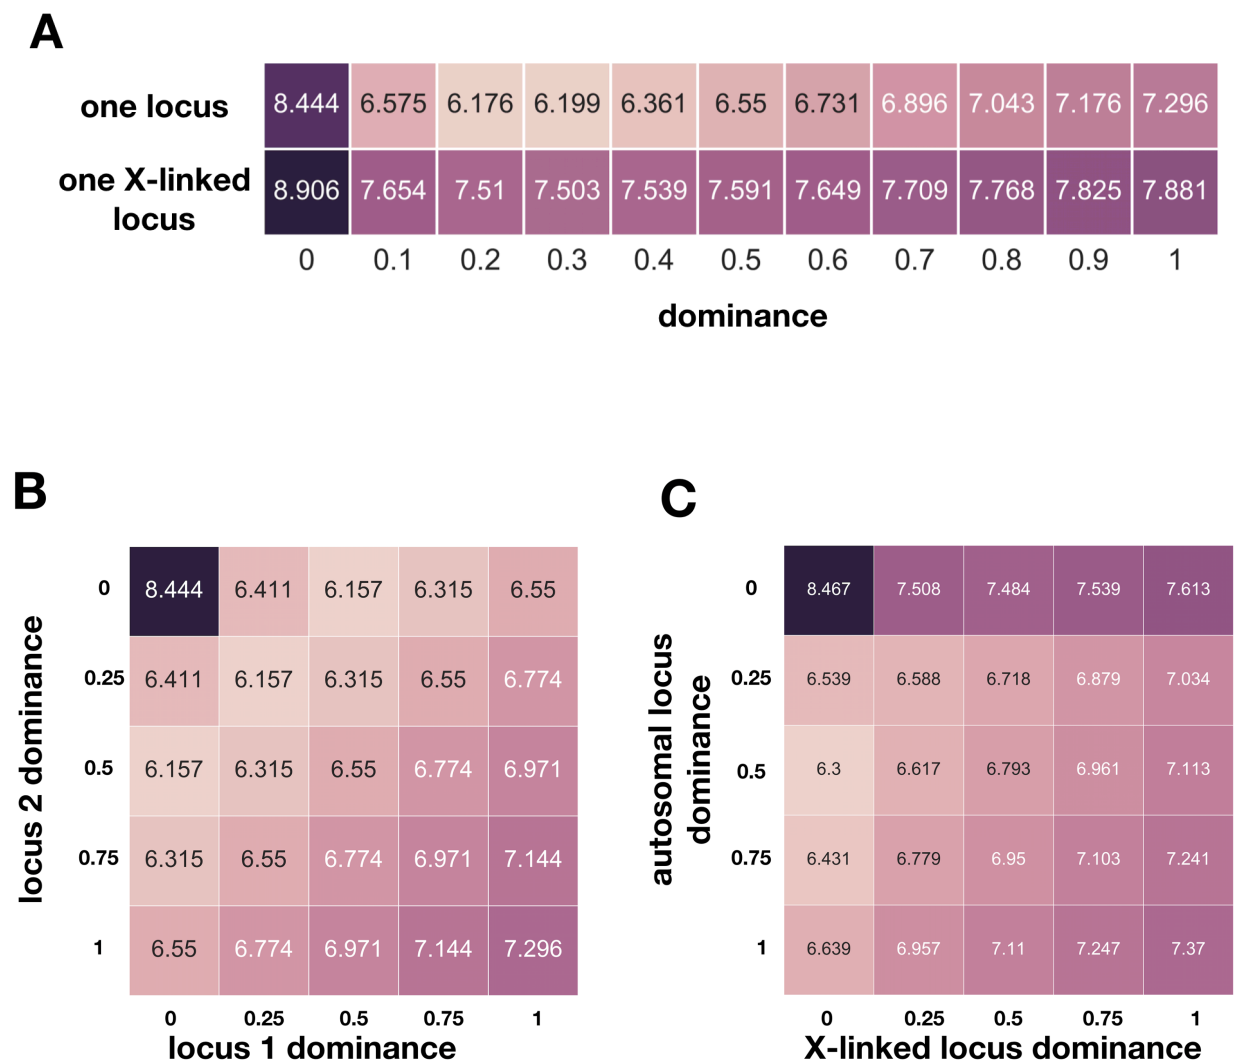 A
one locus
8.444 6.575 6.176 6.199 6.361 6.55 6.731 6.896 7.043 7.176 7.296
one X-linked
locus
8.906 7.654 7.51 7.503 7.539 7.591 7.649 7.709 7.768 7.825 7.881
0 0.1 0.2 0.3 0.4 0.5 0.6 0.7 0.8 0.9 1
dominance
B
locus 2 dominance
0 8.444 6.411 6.157 6.315 6.55
0.25 6.411 6.157 6.315 6.55 6.774
0.5 6.157 6.315 6.55 6.774 6.971
0.75 6.315 6.55 6.774 6.971 7.144
1 6.55 6.774 6.971 7.144 7.296
0 0.25 0.5 0.75 1
locus 1 dominance
C
autosomal locus
dominance
0 8.467 7.508 7.484 7.539 7.613
0.25 6.539 6.588 6.718 6.879 7.034
0.5 6.3 6.617 6.793 6.961 7.113
0.75 6.431 6.779 6.95 7.103 7.241
1 6.639 6.957 7.11 7.247 7.37
0 0.25 0.5 0.75 1
X-linked locus dominance